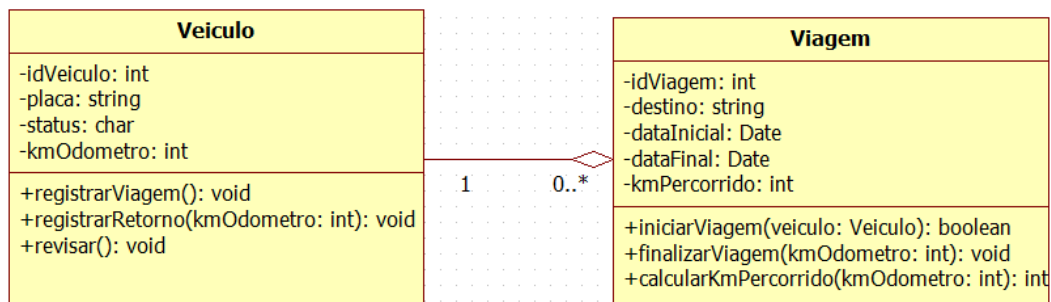 Veiculo
-idVeiculo: int
-placa: string
-status: char
-kmOdometro: int
+registrarViagem(): void
+registrarRetorno(kmOdometro: int): void
+revisar(): void
1
0..*
Viagem
-idViagem: int
-destino: string
-dataInicial: Date
-dataFinal: Date
-kmPercorrido: int
+iniciarViagem(veiculo: Veiculo): boolean
+finalizarViagem(kmOdometro: int): void
+calcularKmPercorrido(kmOdometro: int): int